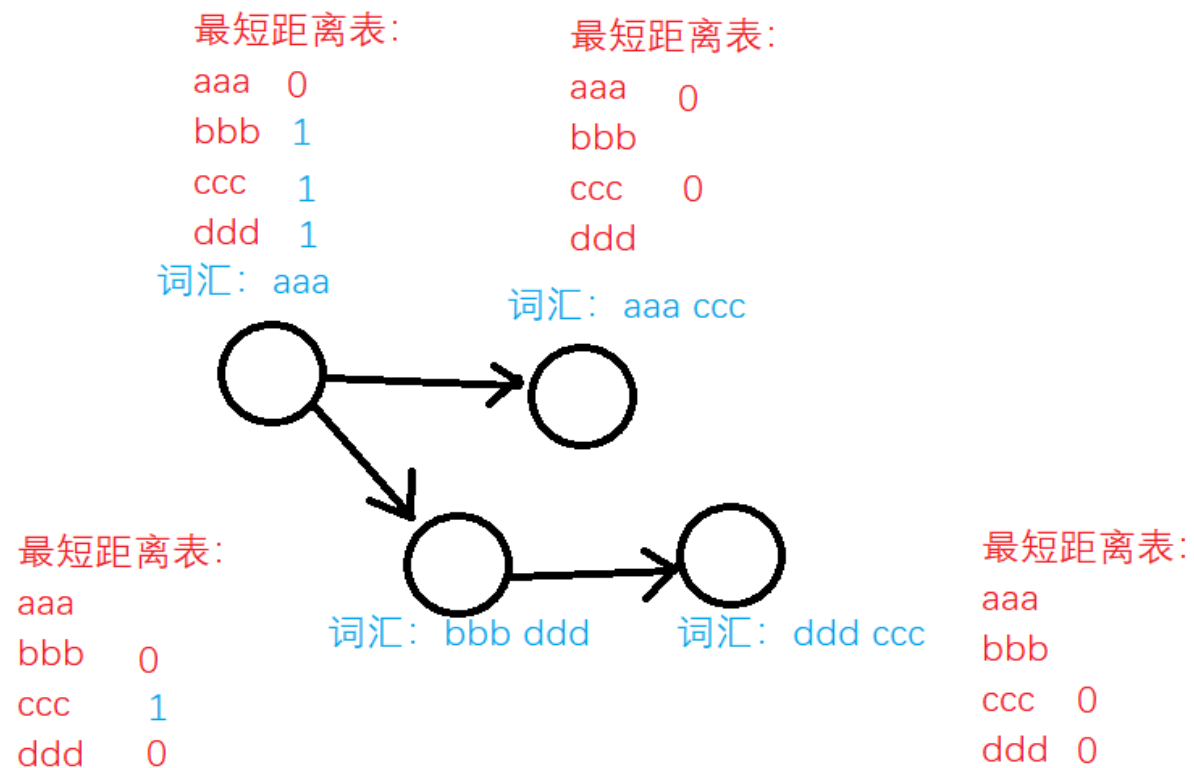 最短距离表:
aaa 0
bbb 1
ccc 1
ddd 1
词汇: aaa
最短距离表:
aaa 0
bbb
ccc 0
ddd
词汇: aaa ccc
最短距离表:
aaa
bbb 0
ccc 1
ddd 0
词汇: bbb ddd
词汇: ddd ccc
最短距离表:
aaa
bbb
ccc 0
ddd 0